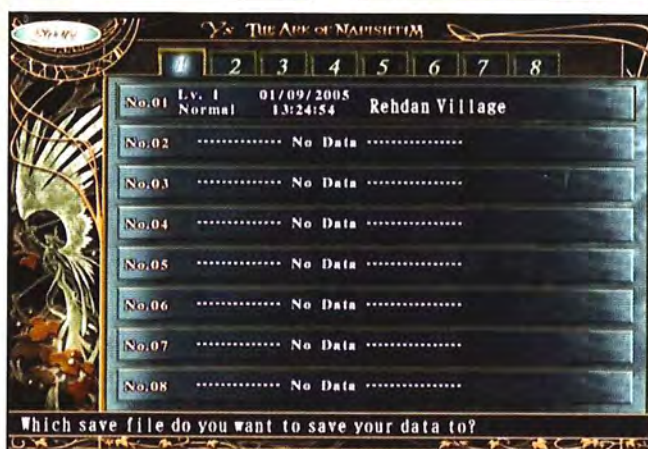 Ys THE ARK OF NAPISHTIM
1 2 3 4 5 6 7 8
No.01 Lv. 1 01/09/2005
Normal 13:24:54 Rehdan Village
No.02 -------------- No Data ---------------
No.03 -------------- No Data ---------------
No.04 -------------- No Data ---------------
No.05 -------------- No Data ---------------
No.06 -------------- No Data ---------------
No.07 -------------- No Data ---------------
No.08 -------------- No Data ---------------
Which save file do you want to save your data to?